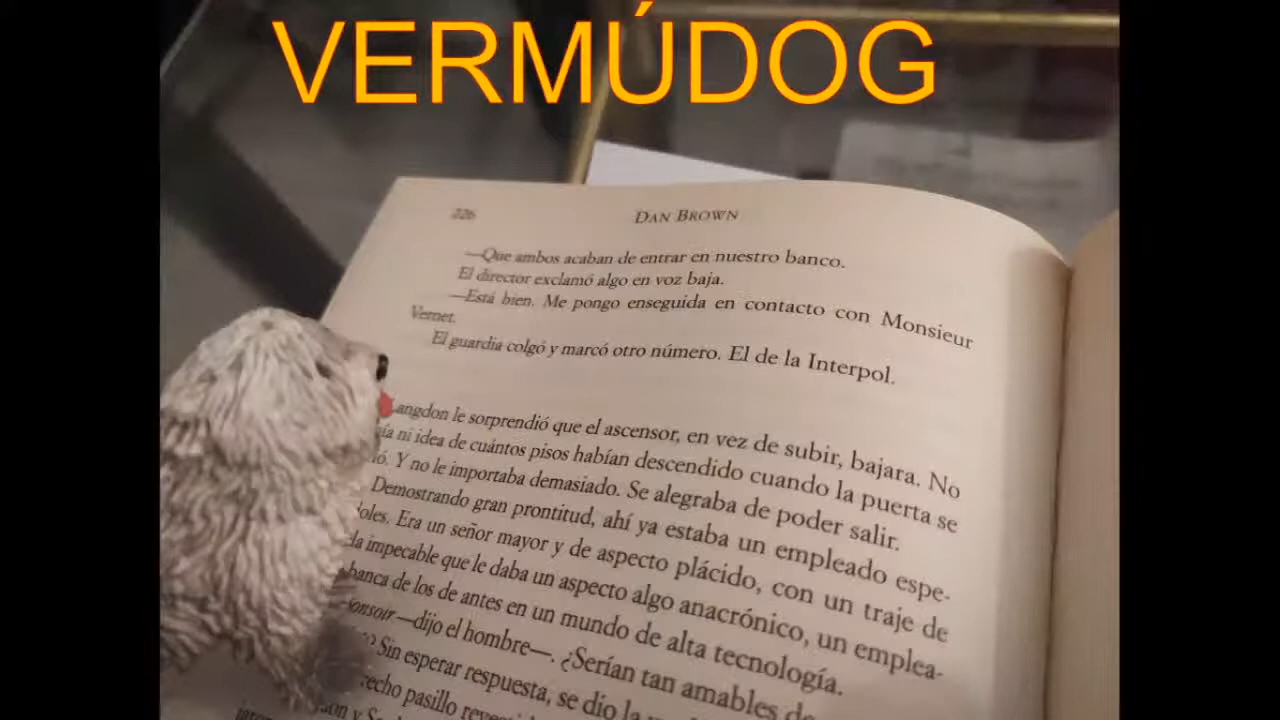 VERMÚDOG
226
DAN BROWN
—Que ambos acaban de entrar en nuestro banco.
El director exclamó algo en voz baja.
—Está bien. Me pongo enseguida en contacto con Monsieur
Vernet.
El guardia colgó y marcó otro número. El de la Interpol.
Langdon le sorprendió que el ascensor, en vez de subir, bajara. No
ni idea de cuántos pisos habían descendido cuando la puerta se
Y no le importaba demasiado. Se alegraba de poder salir.
Demostrando gran prontitud, ahí ya estaba un empleado espe-
Era un señor mayor y de aspecto plácido, con un traje de
impecable que le daba un aspecto algo anacrónico, un emplea-
banca de los de antes en un mundo de alta tecnología.
—dijo el hombre—. ¿Serían tan amables de
Sin esperar respuesta, se dio la
pasillo